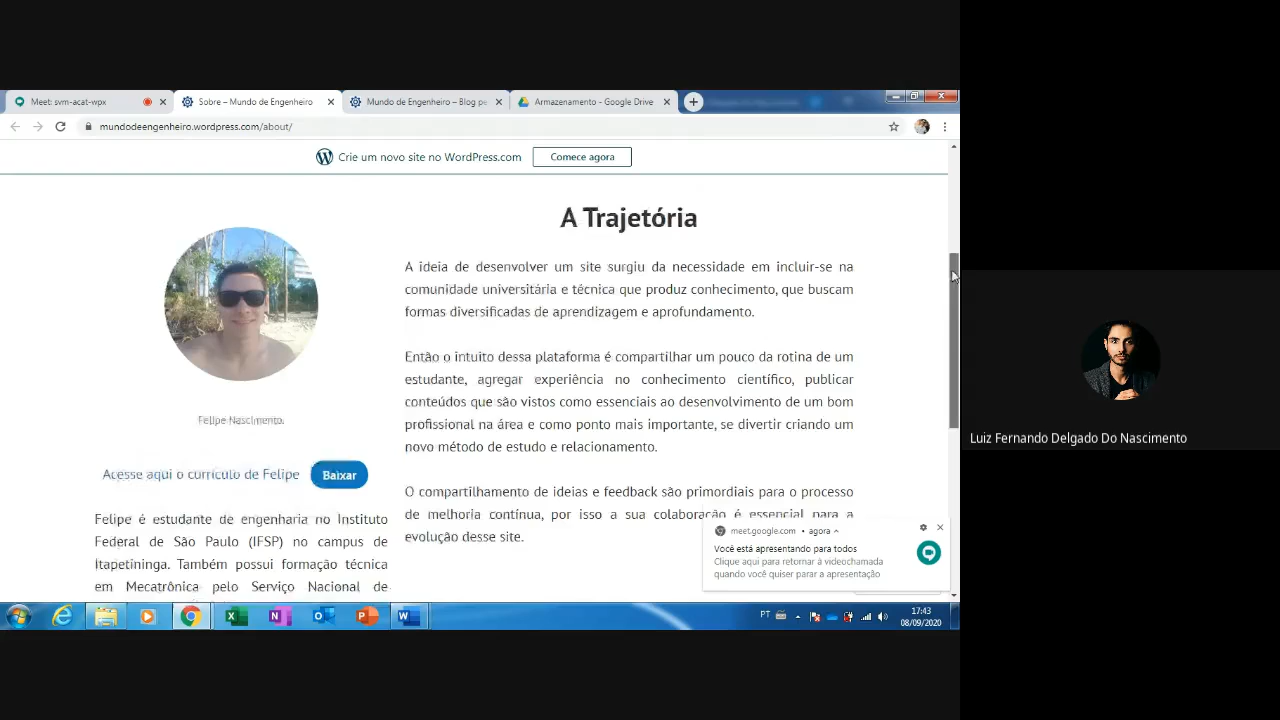 Meet: svm-acat-wpx
Sobre – Mundo de Engenheiro
Mundo de Engenheiro – Blog pe
Armazenamento - Google Drive
mundodeengenheiro.wordpress.com/about/
Crie um novo site no WordPress.com
Comece agora
A Trajetória
A ideia de desenvolver um site surgiu da necessidade em incluir-se na
comunidade universitária e técnica que produz conhecimento, que buscam
formas diversificadas de aprendizagem e aprofundamento.
Então o intuito dessa plataforma é compartilhar um pouco da rotina de um
estudante, agregar experiência no conhecimento científico, publicar
conteúdos que são vistos como essenciais ao desenvolvimento de um bom
profissional na área e como ponto mais importante, se divertir criando um
novo método de estudo e relacionamento.
O compartilhamento de ideias e feedback são primordiais para o processo
de melhoria contínua, por isso a sua colaboração é essencial para a
evolução desse site.
Felipe Nascimento.
Acesse aqui o currículo de Felipe
Baixar
Felipe é estudante de engenharia no Instituto
Federal de São Paulo (IFSP) no campus de
Itapetininga. Também possui formação técnica
em Mecatrônica pelo Serviço Nacional de
meet.google.com • agora
Você está apresentando para todos
Clique aqui para retornar à videochamada
quando você quiser parar a apresentação
PT
17:43
08/09/2020
Luiz Fernando Delgado Do Nascimento